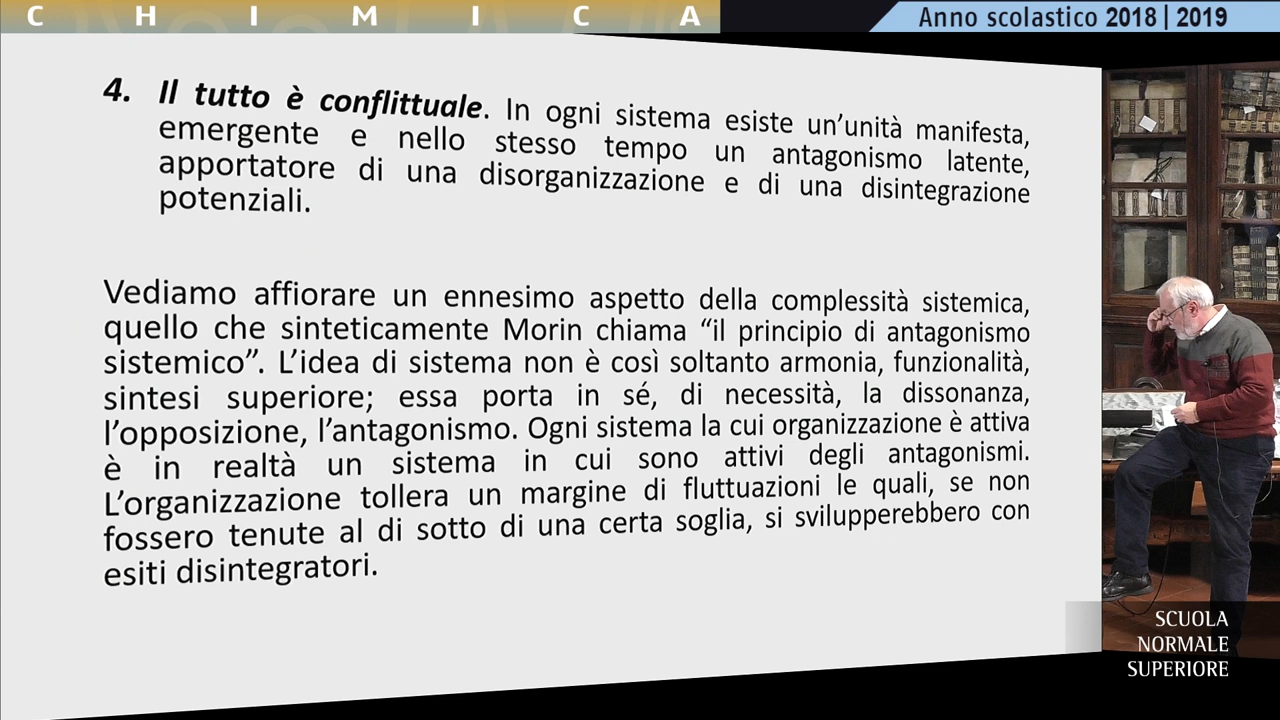 CHIMICA
Anno scolastico 2018 | 2019
4. Il tutto è conflittuale. In ogni sistema esiste un’unità manifesta,
emergente e nello stesso tempo un antagonismo latente,
apportatore di una disorganizzazione e di una disintegrazione
potenziali.
Vediamo affiorare un ennesimo aspetto della complessità sistemica,
quello che sinteticamente Morin chiama “il principio di antagonismo
sistemico”. L’idea di sistema non è così soltanto armonia, funzionalità,
sintesi superiore; essa porta in sé, di necessità, la dissonanza,
l’opposizione, l’antagonismo. Ogni sistema la cui organizzazione è attiva
è in realtà un sistema in cui sono attivi degli antagonismi.
L’organizzazione tollera un margine di fluttuazioni le quali, se non
fossero tenute al di sotto di una certa soglia, si svilupperebbero con
esiti disintegratori.
SCUOLA
NORMALE
SUPERIORE